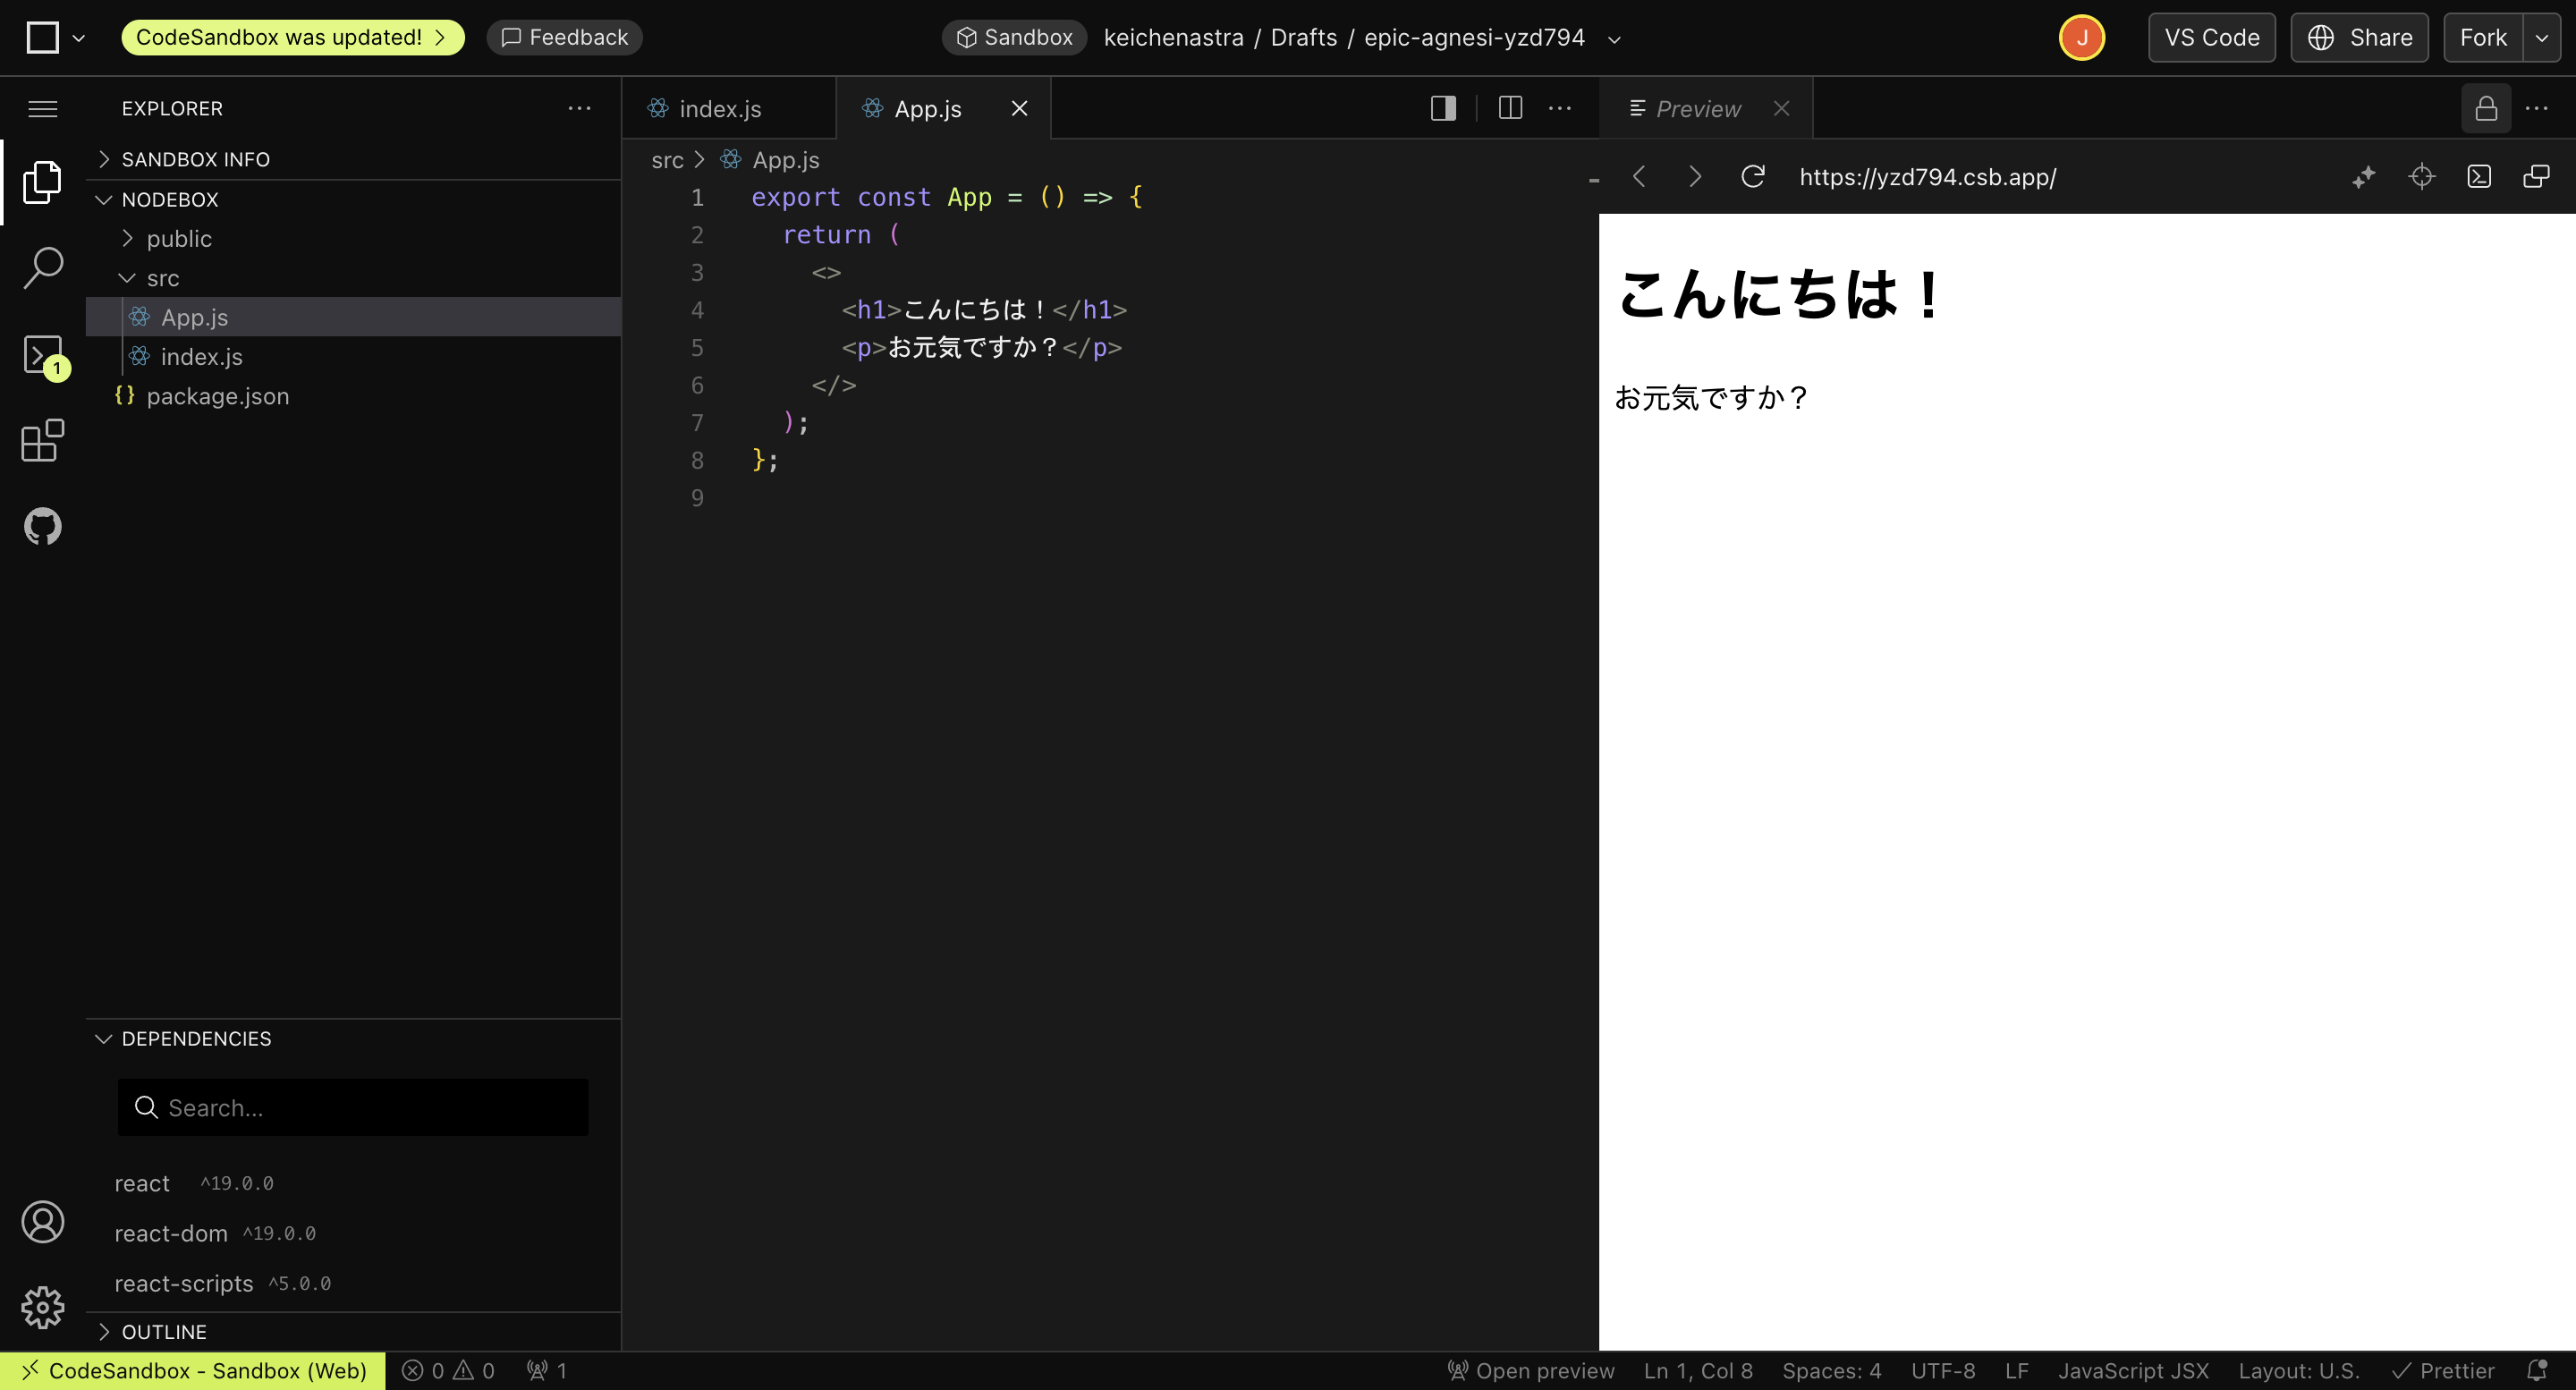 CodeSandbox was updated!
Feedback
Sandbox
keichenastra / Drafts / epic-agnesi-yzd794
J
VS Code
Share
Fork
EXPLORER
SANDBOX INFO
NODEBOX
public
src
App.js
index.js
package.json
1
DEPENDENCIES
Search...
react ^19.0.0
react-dom ^19.0.0
react-scripts ^5.0.0
OUTLINE
index.js
App.js
src > App.js
1 export const App = () => {
2 return (
3 <>
4 <h1>こんにちは！</h1>
5 <p>お元気ですか？</p>
6 </>
7 );
8 };
9
Preview
https://yzd794.csb.app/
こんにちは！
お元気ですか？
CodeSandbox - Sandbox (Web)
0 0
1
Open preview
Ln 1, Col 8
Spaces: 4
UTF-8
LF
JavaScript JSX
Layout: U.S.
Prettier